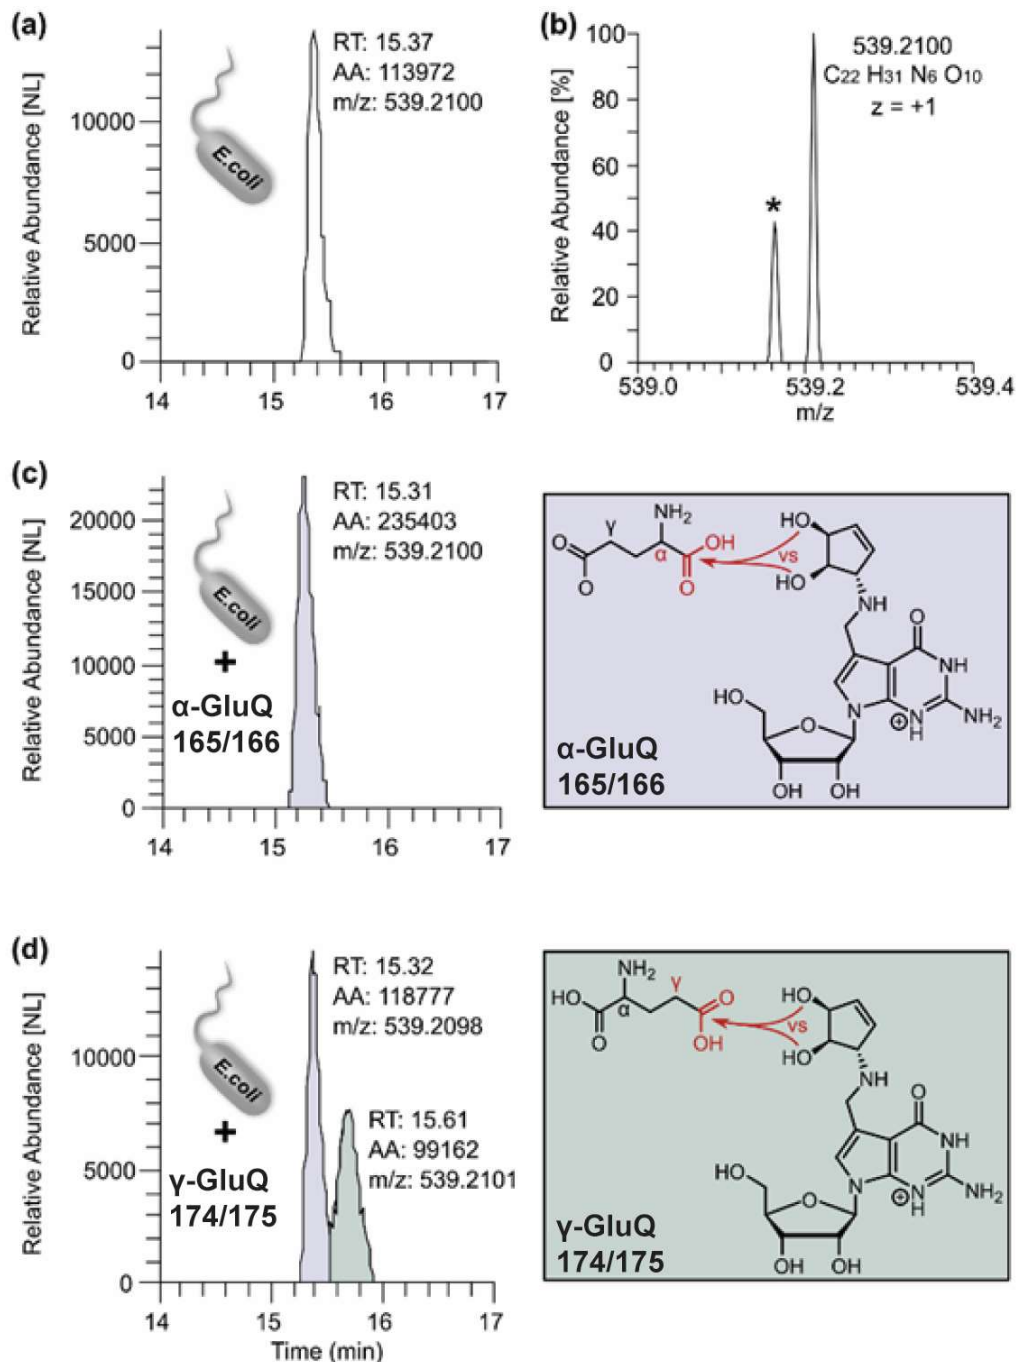 (a)
Relative Abundance [NL]
10000
5000
0
14 15 16 17
E.coli
RT: 15.37
AA: 113972
m/z: 539.2100
(b)
Relative Abundance [%]
100
80
60
40
20
0
*
539.2100
C22 H31 N6 O10
z = +1
539.0 539.2 539.4
m/z
(c)
Relative Abundance [NL]
20000
15000
10000
5000
0
14 15 16 17
E.coli
+
α-GluQ
165/166
RT: 15.31
AA: 235403
m/z: 539.2100
NH2
γ
α
O
O
OH
O
vs
HO
HO
NH
O
NH
N
N
H
NH2
HO
O
OH OH
α-GluQ
165/166
(d)
Relative Abundance [NL]
10000
5000
0
14 15 16 17
Time (min)
E.coli
+
γ-GluQ
174/175
RT: 15.32
AA: 118777
m/z: 539.2098
RT: 15.61
AA: 99162
m/z: 539.2101
NH2
γ
HO
α
O
O
OH
vs
HO
HO
NH
O
NH
N
N
H
NH2
HO
O
OH OH
γ-GluQ
174/175